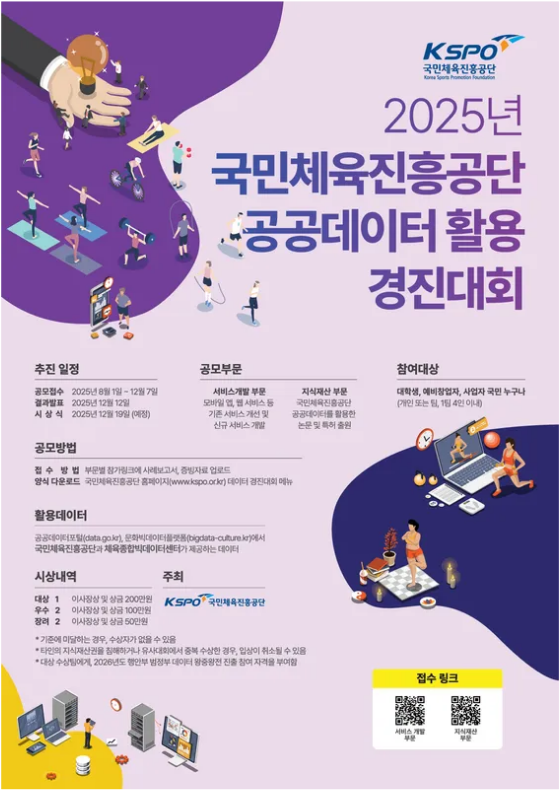 KSPO
국민체육진흥공단
Korea Sports Promotion Foundation
2025년
국민체육진흥공단
공공데이터 활용
경진대회
추진 일정
공모접수 2025년 8월 1일 ~ 12월 7일
결과발표 2025년 12월 12일
시 상 식 2025년 12월 19일 (예정)
공모부문
서비스개발 부문
모바일 앱, 웹 서비스 등
기존 서비스 개선 및
신규 서비스 개발
지식재산 부문
국민체육진흥공단
공공데이터를 활용한
논문 및 특허 출원
참여대상
대학생, 예비창업자, 사업자 국민 누구나
(개인 또는 팀, 1팀 4인 이내)
공모방법
접 수 방 법 부문별 참가링크에 사례보고서, 증빙자료 업로드
양식 다운로드 국민체육진흥공단 홈페이지(www.kspo.or.kr) 데이터 경진대회 메뉴
활용데이터
공공데이터포털(data.go.kr), 문화빅데이터플랫폼(bigdata-culture.kr)에서
국민체육진흥공단과 체육종합빅데이터센터가 제공하는 데이터
시상내역
대상 1 이사장상 및 상금 200만원
우수 2 이사장상 및 상금 100만원
장려 2 이사장상 및 상금 50만원
주최
KSPO 국민체육진흥공단
* 기준에 미달하는 경우, 수상자가 없을 수 있음
* 타인의 지식재산권을 침해하거나 유사대회에서 중복 수상한 경우, 입상이 취소될 수 있음
* 대상 수상팀에게, 2026년도 행안부 범정부 데이터 왕중왕전 진출 참여 자격을 부여함
접수 링크
서비스 개발
부문
지식재산
부문